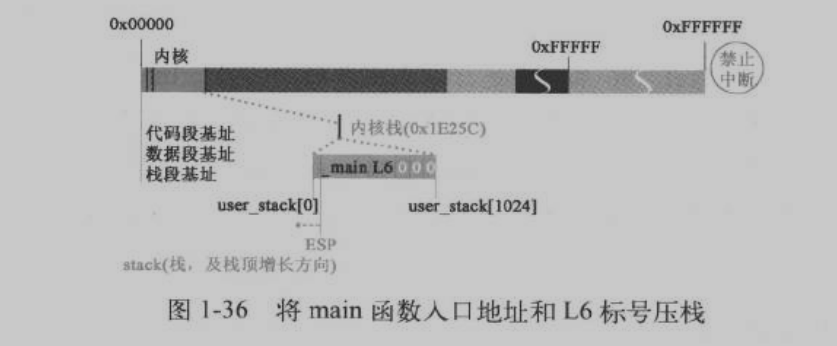 0x00000
0xFFFFFF
内核
0xFFFFF
禁止
中断
代码段基址
数据段基址
栈段基址
内核栈(0x1E25C)
_main L6 0 0 0
user_stack[0]
user_stack[1024]
ESP
stack(栈，及栈顶增长方向)
图 1-36 将 main 函数入口地址和 L6 标号压栈